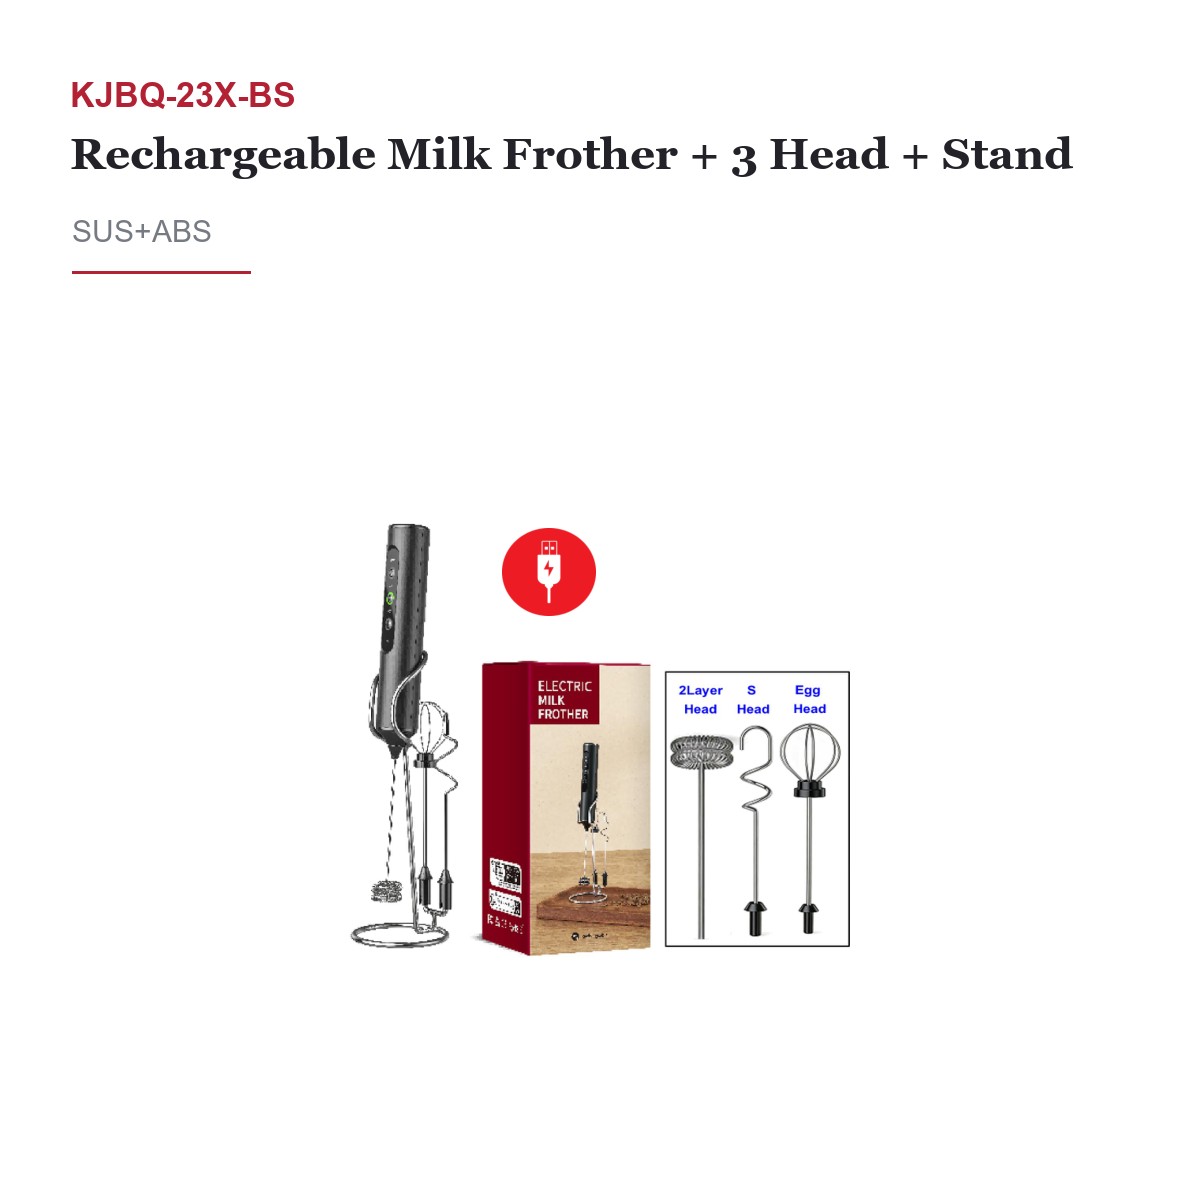 KJBQ-23X-BS
Rechargeable Milk Frother + 3 Head + Stand
SUS+ABS
ELECTRIC
MILK
FROTHER
2Layer
Head
S
Head
Egg
Head